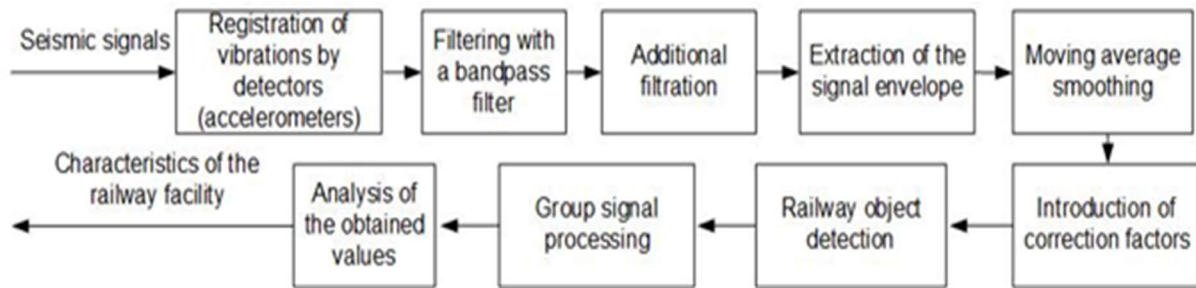 Seismic signals
Registration of
vibrations by
detectors
(accelerometers)
Filtering with
a bandpass
filter
Additional
filtration
Extraction of the
signal envelope
Moving average
smoothing
Characteristics of the
railway facility
Analysis of
the obtained
values
Group signal
processing
Railway object
detection
Introduction of
correction factors